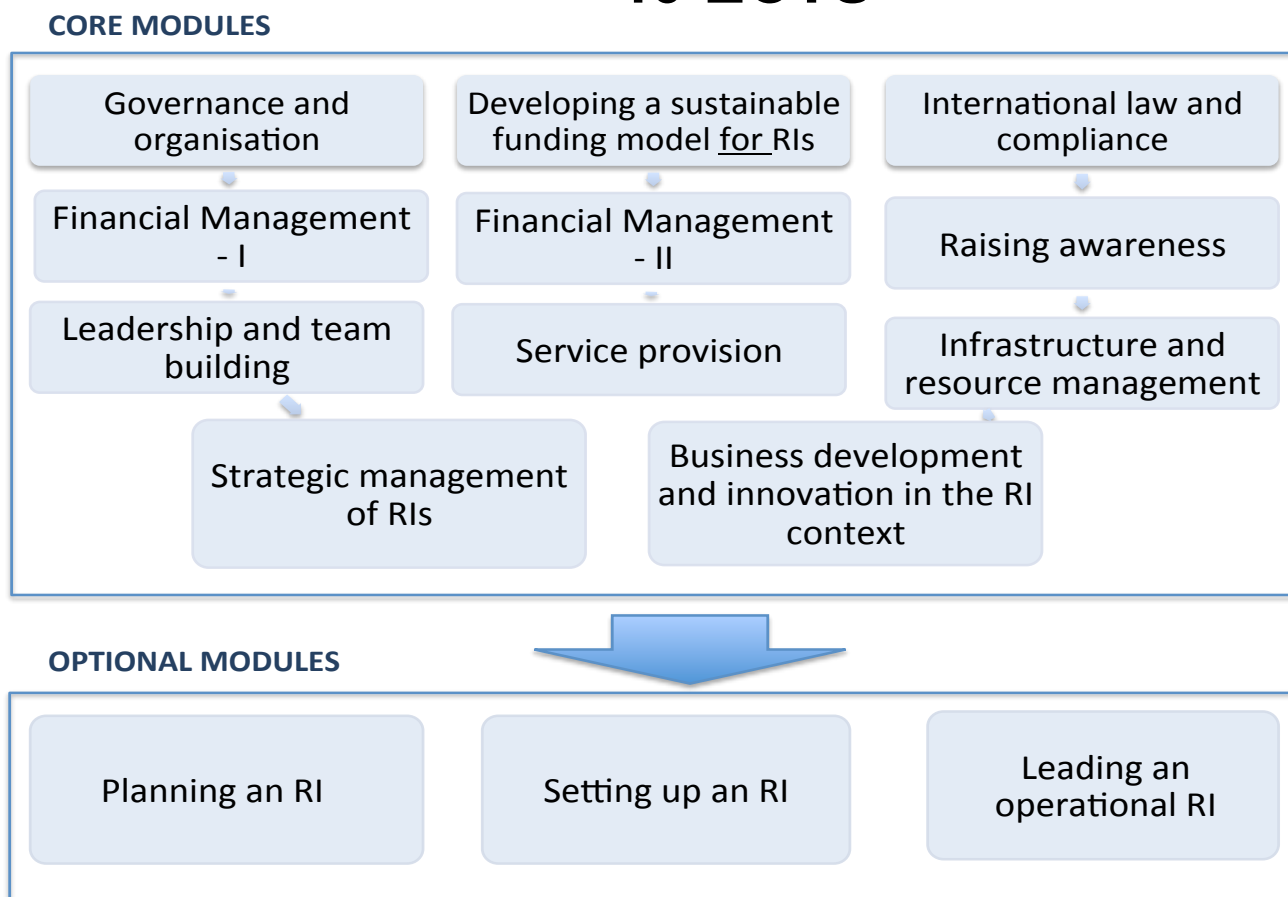 CORE MODULES
Governance and
organisation
Developing a sustainable
funding model for RIs
International law and
compliance
Financial Management
- I
Financial Management
- II
Raising awareness
Leadership and team
building
Service provision
Infrastructure and
resource management
Strategic management
of RIs
Business development
and innovation in the RI
context
OPTIONAL MODULES
Planning an RI
Setting up an RI
Leading an
operational RI